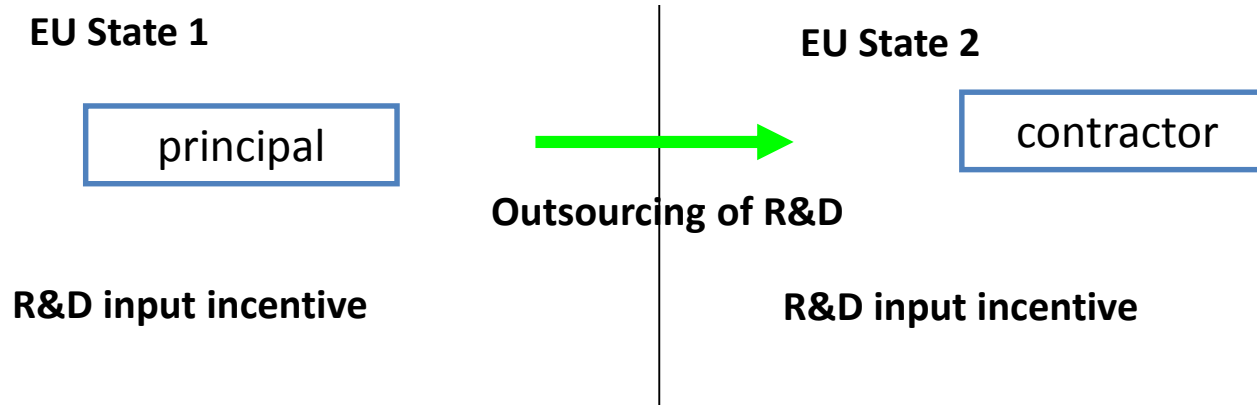 EU State 1
EU State 2
principal
contractor
Outsourcing of R&D
R&D input incentive
R&D input incentive